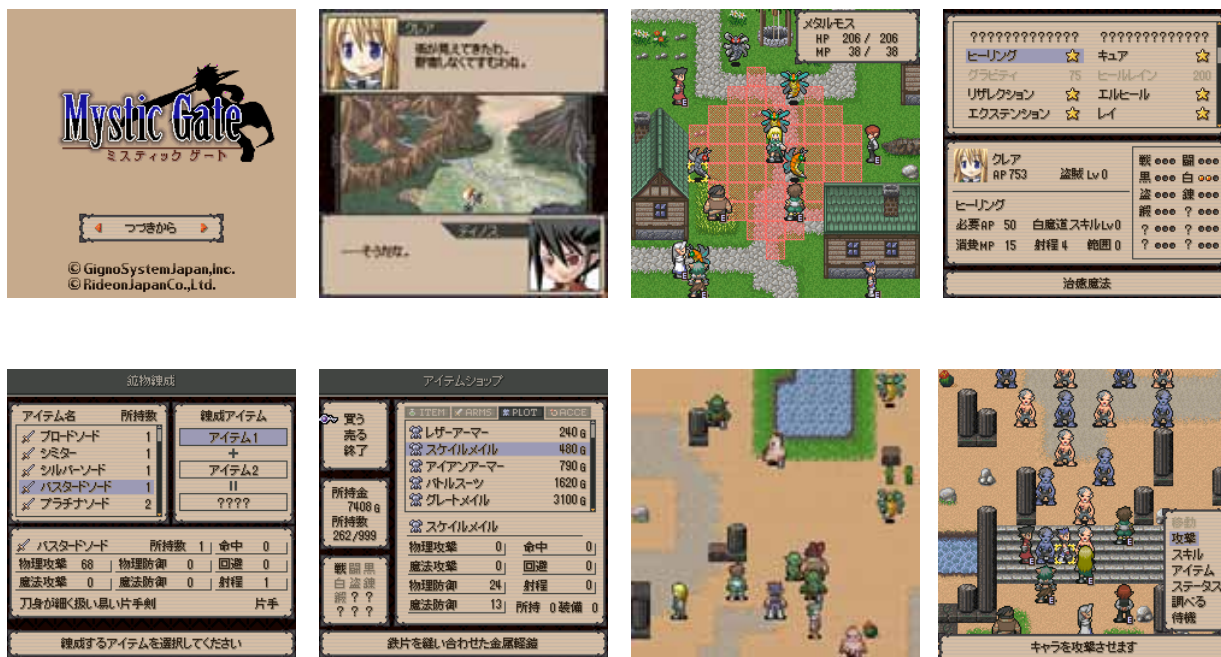 Mystic Gate
ミスティック ゲート
つづきから
© GignoSystemJapan,Inc.
© RideonJapanCo.,Ltd.
クレア
街が見えてきたわ。
野宿しなくてすむわね。
ディノス
――そうだな。
メタルモス
HP 206 / 206
MP 38 / 38
????????????? ?????????????
ヒーリング キュア
グラビティ 75 ヒールレイン 200
リザレクション エルヒール
エクステンション レイ
クレア
AP 753 盗賊 Lv 0
ヒーリング
必要AP 50 白魔道スキルLv0
消費MP 15 射程 4 範囲 0
戦 闘
黒 白
盗 錬
鍛 ?
? ?
? ?
治癒魔法
鉱物錬成
アイテム名 所持数
ブロードソード 1
シミター 1
シルバーソード 1
バスタードソード 1
プラチナソード 2
錬成アイテム
アイテム1
+
アイテム2
=
????
バスタードソード 所持数 1 命中 0
物理攻撃 68 物理防御 0 回避 0
魔法攻撃 0 魔法防御 0 射程 1
刀身が細く扱い易い片手剣 片手
錬成するアイテムを選択してください
アイテムショップ
買う
売る
終了
所持金
7408 G
所持数
262/999
戦闘黒
白盗錬
鍛??
???
ITEM ARMS PLOT ACCE
レザーアーマー 240 G
スケイルメイル 480 G
アイアンアーマー 790 G
バトルスーツ 1620 G
グレートメイル 3100 G
スケイルメイル
物理攻撃 0 命中 0
魔法攻撃 0 回避 0
物理防御 24 射程 0
魔法防御 13 所持 0 装備 0
鉄片を縫い合わせた金属軽鎧
移動
攻撃
スキル
アイテム
ステータス
調べる
待機
キャラを攻撃させます